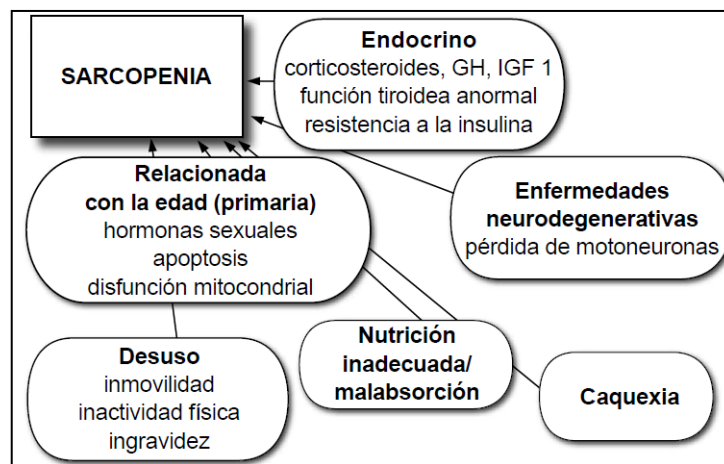 SARCOPENIA
Endocrino
corticosteroides, GH, IGF 1
función tiroidea anormal
resistencia a la insulina
Relacionada
con la edad (primaria)
hormonas sexuales
apoptosis
disfunción mitocondrial
Enfermedades
neurodegenerativas
pérdida de motoneuronas
Desuso
inmovilidad
inactividad física
ingravidez
Nutrición
inadecuada/
malabsorción
Caquexia